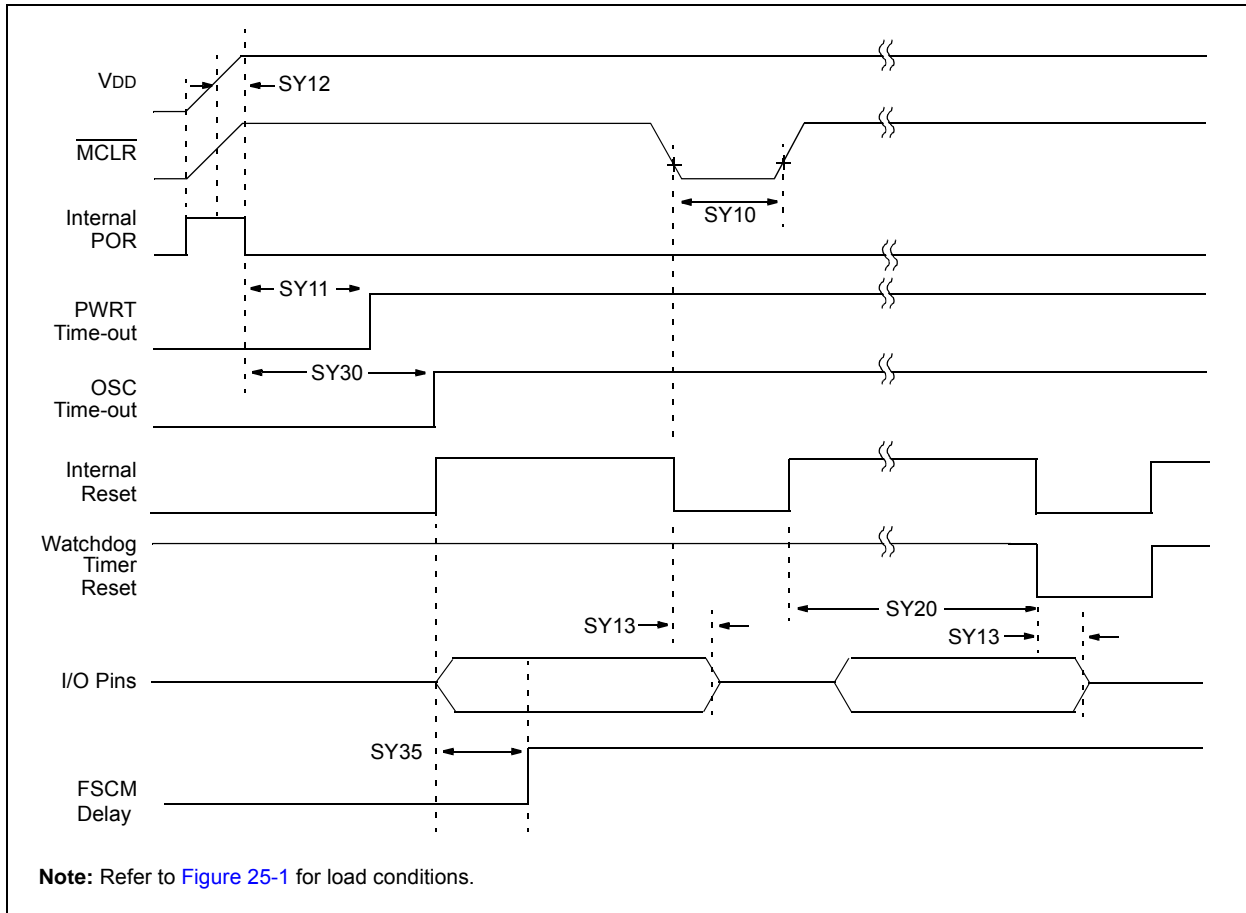 VDD
SY12
MCLR
SY10
Internal
POR
SY11
PWRT
Time-out
SY30
OSC
Time-out
Internal
Reset
Watchdog
Timer
Reset
SY20
SY13
SY13
I/O Pins
SY35
FSCM
Delay
Note: Refer to Figure 25-1 for load conditions.